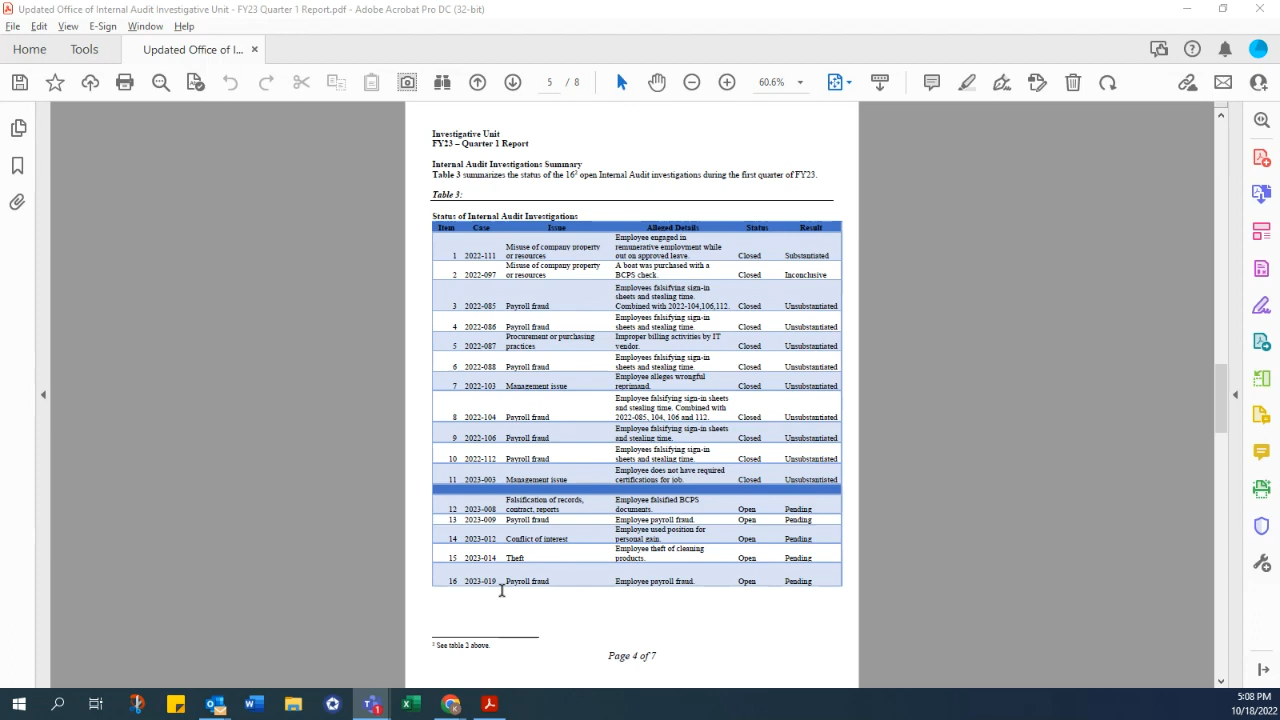 Updated Office of Internal Audit Investigative Unit - FY23 Quarter 1 Report.pdf - Adobe Acrobat Pro DC (32-bit)
File Edit View E-Sign Window Help
Home Tools Updated Office of I... ×
5 / 8 60.6%
Investigative Unit
FY23 – Quarter 1 Report
Internal Audit Investigations Summary
Table 3 summarizes the status of the 16³ open Internal Audit investigations during the first quarter of FY23.
Table 3:
Status of Internal Audit Investigations
Item Case Issue Alleged Details Status Result
Employee engaged in
Misuse of company property remunerative employment while
1 2022-111 or resources out on approved leave. Closed Substantiated
Misuse of company property A boat was purchased with a
2 2022-097 or resources BCPS check. Closed Inconclusive
Employees falsifying sign-in
sheets and stealing time.
3 2022-085 Payroll fraud Combined with 2022-104,106,112. Closed Unsubstantiated
Employees falsifying sign-in
4 2022-086 Payroll fraud sheets and stealing time. Closed Unsubstantiated
Procurement or purchasing Improper billing activities by IT
5 2022-087 practices vendor. Closed Unsubstantiated
Employees falsifying sign-in
6 2022-088 Payroll fraud sheets and stealing time. Closed Unsubstantiated
Employee alleges wrongful
7 2022-103 Management issue reprimand. Closed Unsubstantiated
Employee falsifying sign-in sheets
and stealing time. Combined with
8 2022-104 Payroll fraud 2022-085, 104, 106 and 112. Closed Unsubstantiated
Employee falsifying sign-in sheets
9 2022-106 Payroll fraud and stealing time. Closed Unsubstantiated
Employees falsifying sign-in
10 2022-112 Payroll fraud sheets and stealing time. Closed Unsubstantiated
Employee does not have required
11 2023-003 Management issue certifications for job. Closed Unsubstantiated
Falsification of records, Employee falsified BCPS
12 2023-008 contract, reports documents. Open Pending
13 2023-009 Payroll fraud Employee payroll fraud. Open Pending
Employee used position for
14 2023-012 Conflict of interest personal gain. Open Pending
Employee theft of cleaning
15 2023-014 Theft products. Open Pending
16 2023-019 Payroll fraud Employee payroll fraud. Open Pending
³ See table 2 above.
Page 4 of 7
5:08 PM
10/18/2022